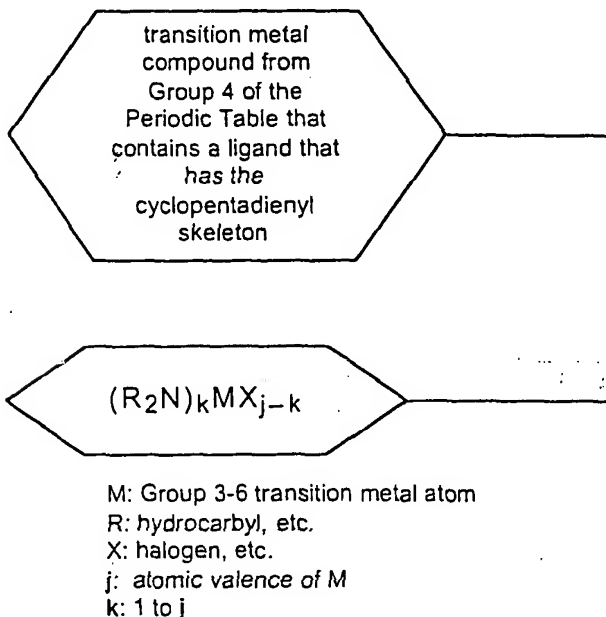 transition metal
compound from
Group 4 of the
Periodic Table that
contains a ligand that
has the
cyclopentadienyl
skeleton
(R₂N)ₖMXⱼ₋ₖ
M: Group 3-6 transition metal atom
R: hydrocarbyl, etc.
X: halogen, etc.
j: atomic valence of M
k: 1 to j